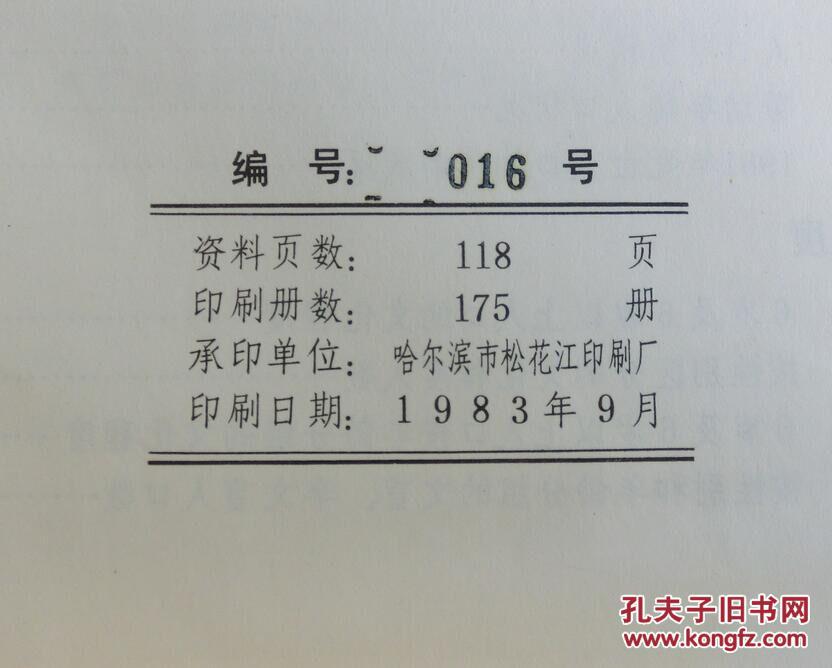 编 号: 016 号
资料页数: 118 页
印刷册数: 175 册
承印单位: 哈尔滨市松花江印刷厂
印刷日期: 1983年9月
孔夫子旧书网
www.kongfz.com